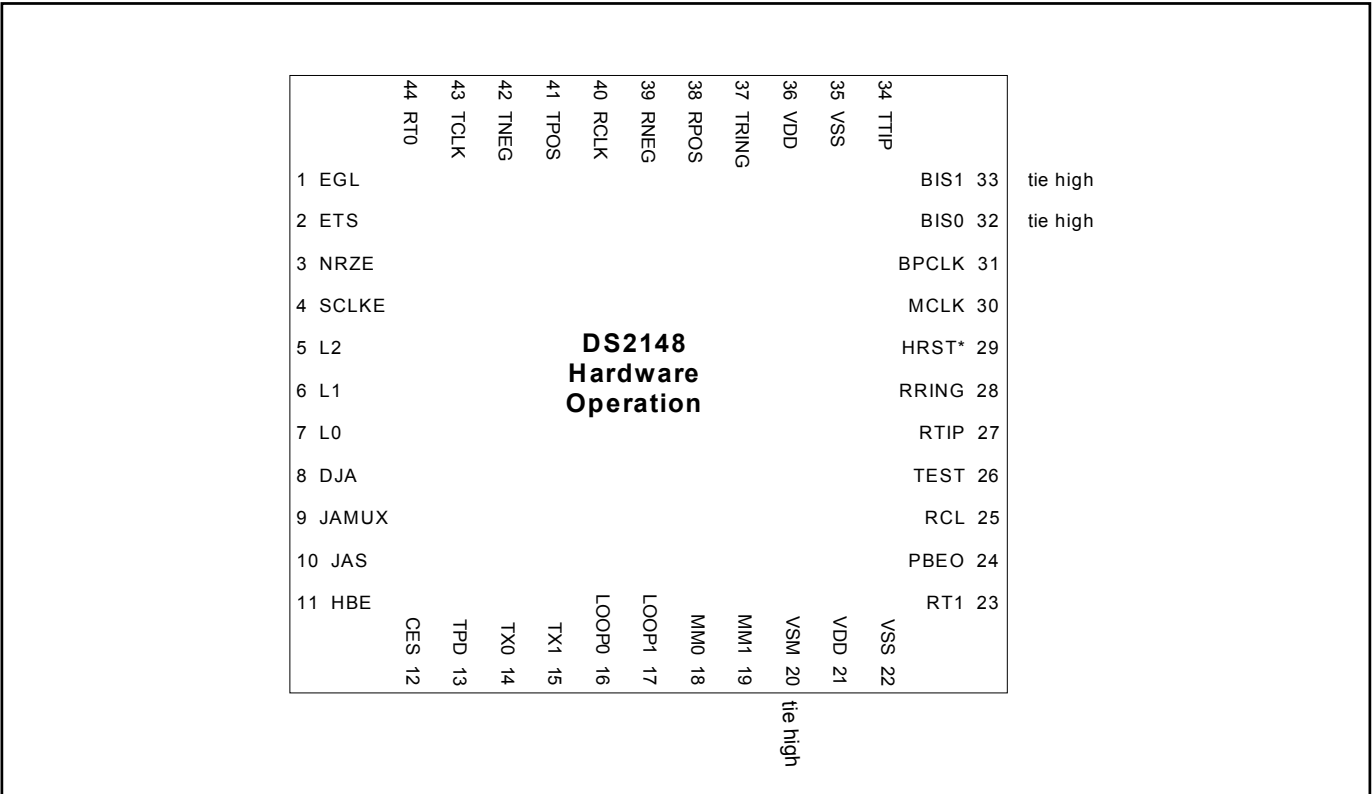 44 RT0
43 TCLK
42 TNEG
41 TPOS
40 RCLK
39 RNEG
38 RPOS
37 TRING
36 VDD
35 VSS
34 TTIP
1 EGL
2 ETS
3 NRZE
4 SCLKE
5 L2
6 L1
7 L0
8 DJA
9 JAMUX
10 JAS
11 HBE
DS2148
Hardware
Operation
BIS1 33 tie high
BIS0 32 tie high
BPCLK 31
MCLK 30
HRST* 29
RRING 28
RTIP 27
TEST 26
RCL 25
PBEO 24
RT1 23
CES 12
TPD 13
TX0 14
TX1 15
LOOP0 16
LOOP1 17
MM0 18
MM1 19
VSM 20 tie high
VDD 21
VSS 22